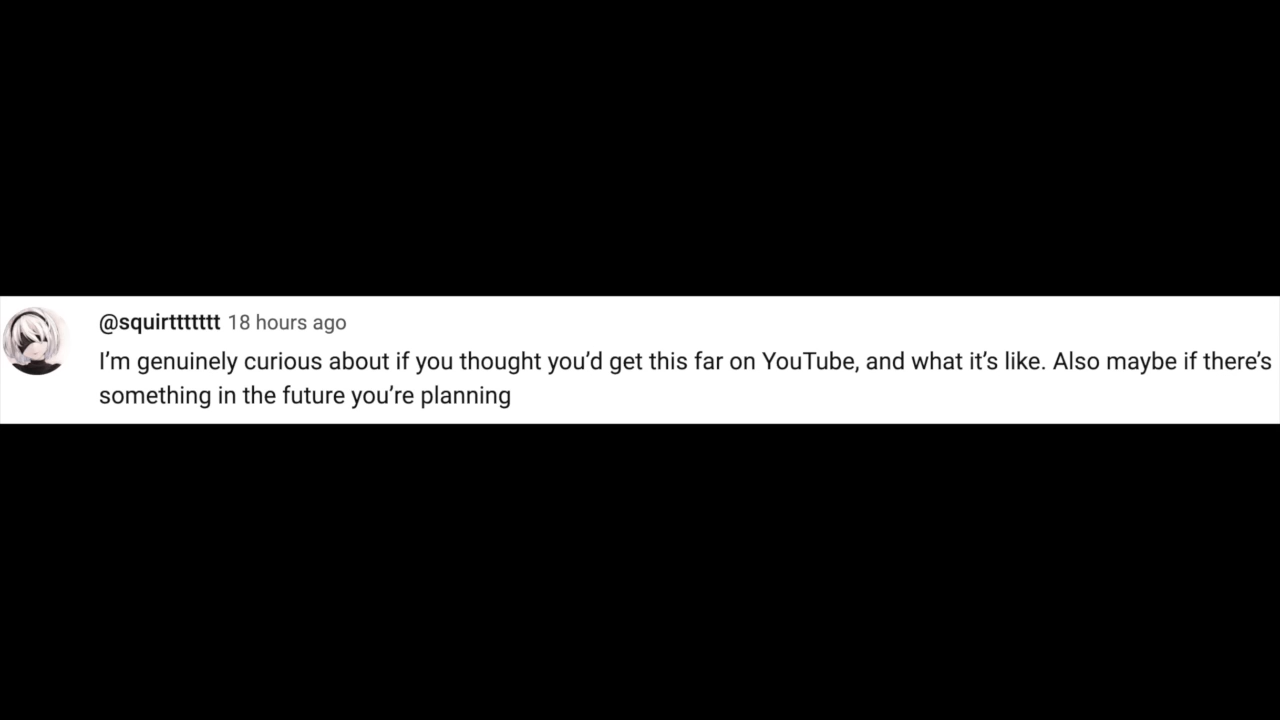 @squirttttttt 18 hours ago
I’m genuinely curious about if you thought you’d get this far on YouTube, and what it’s like. Also maybe if there’s
something in the future you’re planning